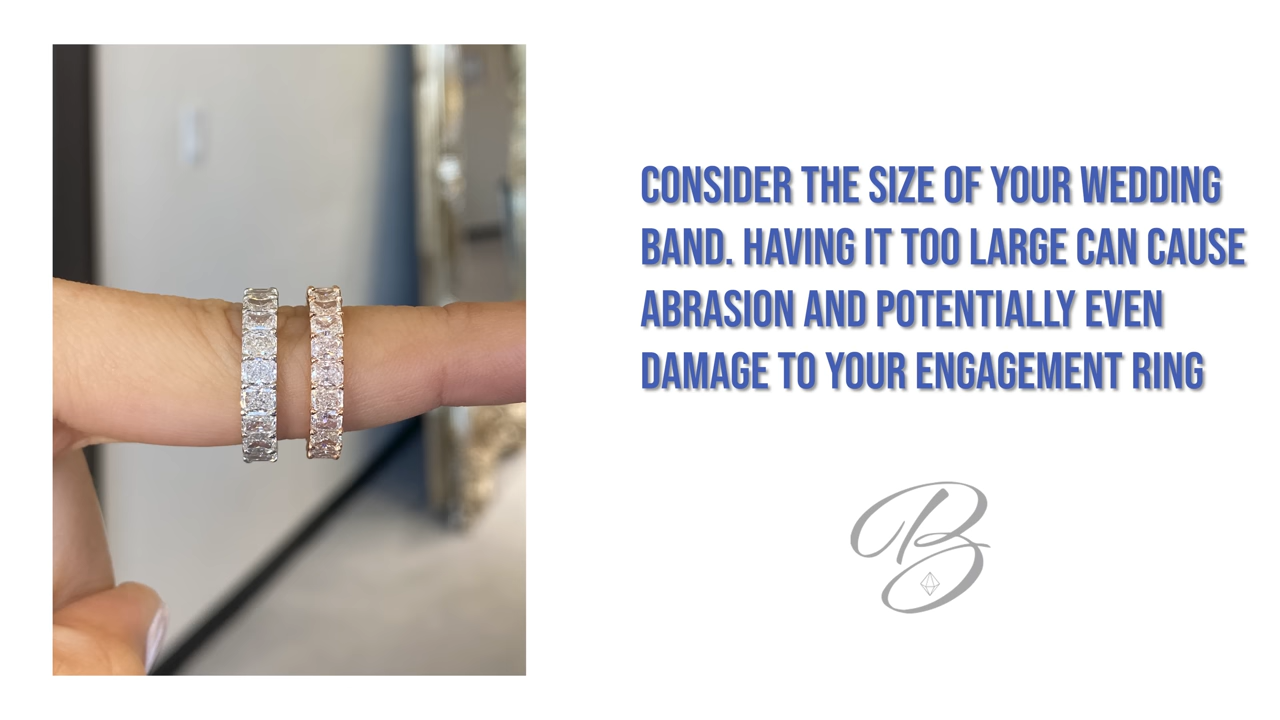 CONSIDER THE SIZE OF YOUR WEDDING
BAND. HAVING IT TOO LARGE CAN CAUSE
ABRASION AND POTENTIALLY EVEN
DAMAGE TO YOUR ENGAGEMENT RING
B